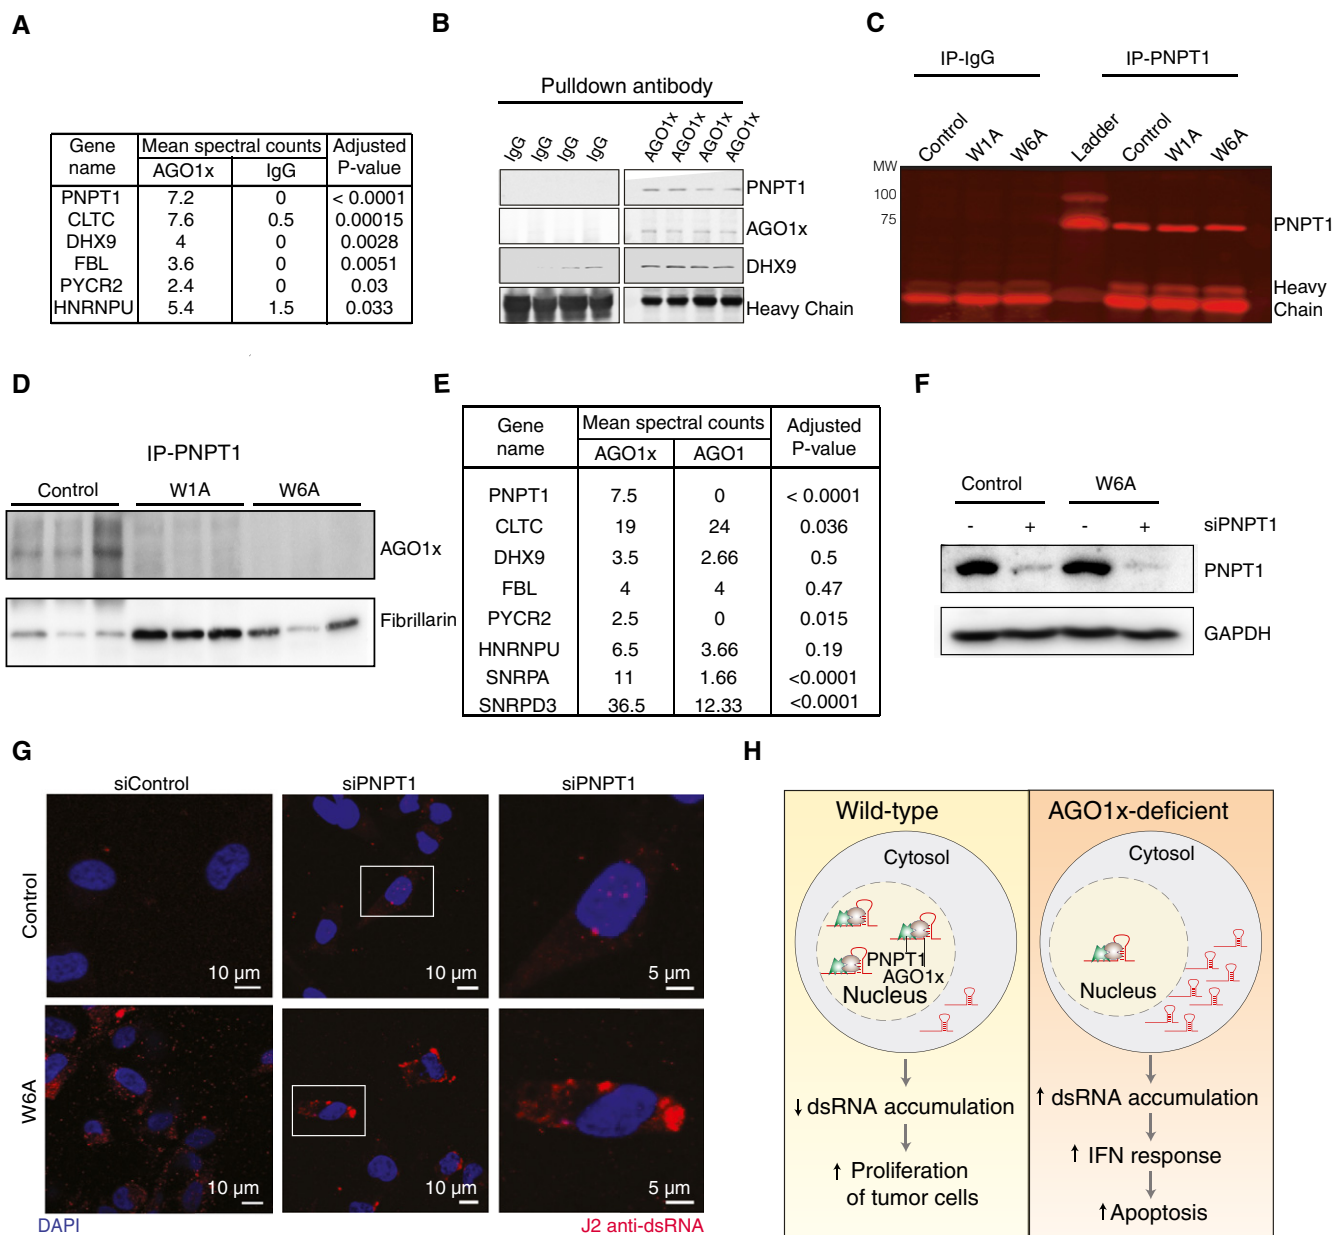 A
Gene name
Mean spectral counts
Adjusted P-value
AGO1x IgG
PNPT1 7.2 0 < 0.0001
CLTC 7.6 0.5 0.00015
DHX9 4 0 0.0028
FBL 3.6 0 0.0051
PYCR2 2.4 0 0.03
HNRNPU 5.4 1.5 0.033
B
Pulldown antibody
IgG IgG IgG IgG AGO1x AGO1x AGO1x AGO1x
PNPT1
AGO1x
DHX9
Heavy Chain
C
IP-IgG IP-PNPT1
Control W1A W6A Ladder Control W1A W6A
MW
100
75
PNPT1
Heavy
Chain
D
IP-PNPT1
Control W1A W6A
AGO1x
Fibrillarin
E
Gene name
Mean spectral counts
Adjusted P-value
AGO1x AGO1
PNPT1 7.5 0 < 0.0001
CLTC 19 24 0.036
DHX9 3.5 2.66 0.5
FBL 4 4 0.47
PYCR2 2.5 0 0.015
HNRNPU 6.5 3.66 0.19
SNRPA 11 1.66 <0.0001
SNRPD3 36.5 12.33 <0.0001
F
Control W6A
- + - + siPNPT1
PNPT1
GAPDH
G
siControl siPNPT1 siPNPT1
Control
10 µm 10 µm 5 µm
W6A
10 µm 10 µm 5 µm
DAPI J2 anti-dsRNA
H
Wild-type
Cytosol
PNPT1
AGO1x
Nucleus
↓ dsRNA accumulation
↑ Proliferation
of tumor cells
AGO1x-deficient
Cytosol
Nucleus
↑ dsRNA accumulation
↑ IFN response
↑ Apoptosis